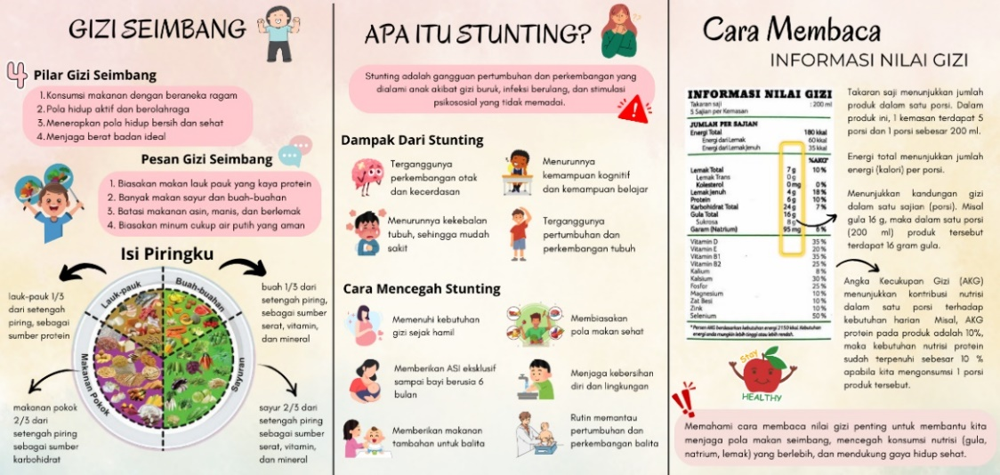 GIZI SEIMBANG
4 Pilar Gizi Seimbang
1. Konsumsi makanan dengan beraneka ragam
2. Pola hidup aktif dan berolahraga
3. Menerapkan pola hidup bersih dan sehat
4. Menjaga berat badan ideal
Pesan Gizi Seimbang
1. Biasakan makan lauk pauk yang kaya protein
2. Banyak makan sayur dan buah-buahan
3. Batasi makanan asin, manis, dan berlemak
4. Biasakan minum cukup air putih yang aman
Isi Piringku
lauk-pauk 1/3
dari setengah
piring, sebagai
sumber protein
Lauk-pauk
Buah-buahan
buah 1/3 dari
setengah piring,
sebagai sumber
serat, vitamin,
dan mineral
Makanan Pokok
Sayuran
makanan pokok
2/3 dari
setengah piring
sebagai sumber
karbohidrat
sayur 2/3 dari
setengah piring
sebagai sumber
serat, vitamin,
dan mineral
APA ITU STUNTING?
Stunting adalah gangguan pertumbuhan dan perkembangan yang
dialami anak akibat gizi buruk, infeksi berulang, dan stimulasi
psikososial yang tidak memadai.
Dampak Dari Stunting
Terganggunya
perkembangan otak
dan kecerdasan
Menurunnya
kemampuan kognitif
dan kemampuan belajar
Menurunnya kekebalan
tubuh, sehingga mudah
sakit
Terganggunya
pertumbuhan dan
perkembangan tubuh
Cara Mencegah Stunting
Memenuhi kebutuhan
gizi sejak hamil
Membiasakan
pola makan sehat
Memberikan ASI eksklusif
sampai bayi berusia 6
bulan
Menjaga kebersihan
diri dan lingkungan
Memberikan makanan
tambahan untuk balita
Rutin memantau
pertumbuhan dan
perkembangan balita
Cara Membaca
INFORMASI NILAI GIZI
INFORMASI NILAI GIZI
Takaran saji : 200 ml
5 Sajian per Kemasan
JUMLAH PER SAJIAN
Energi Total 180 kkal
Energi dari Lemak 60 kkal
Energi dari Lemak Jenuh 35 kkal
%AKG*
Lemak Total 7 g 10 %
Lemak Trans 0 g
Kolesterol 0 mg 0 %
Lemak Jenuh 4 g 18 %
Protein 6 g 10 %
Karbohidrat Total 24 g 7 %
Gula Total 16 g
Sukrosa 8 g
Garam (Natrium) 95 mg 6 %
Vitamin D 35 %
Vitamin E 20 %
Vitamin B1 35 %
Vitamin B2 25 %
Kalium 8 %
Kalsium 30 %
Fosfor 25 %
Magnesium 10 %
Zat Besi 10 %
Zink 10 %
Selenium 50 %
* Persen AKG berdasarkan kebutuhan energi 2150 kkal. Kebutuhan
energi anda mungkin lebih tinggi atau lebih rendah.
Takaran saji menunjukkan jumlah
produk dalam satu porsi. Dalam
produk ini, 1 kemasan terdapat 5
porsi dan 1 porsi sebesar 200 ml.
Energi total menunjukkan jumlah
energi (kalori) per porsi.
Menunjukkan kandungan gizi
dalam satu sajian (porsi). Misal
gula 16 g, maka dalam satu porsi
(200 ml) produk tersebut
terdapat 16 gram gula.
Angka Kecukupan Gizi (AKG)
menunjukkan kontribusi nutrisi
dalam satu porsi terhadap
kebutuhan harian Misal, AKG
protein pada produk adalah 10%,
maka kebutuhan nutrisi protein
sudah terpenuhi sebesar 10 %
apabila kita mengonsumsi 1 porsi
produk tersebut.
Stay
HEALTHY
Memahami cara membaca nilai gizi penting untuk membantu kita
menjaga pola makan seimbang, mencegah konsumsi nutrisi (gula,
natrium, lemak) yang berlebih, dan mendukung gaya hidup sehat.